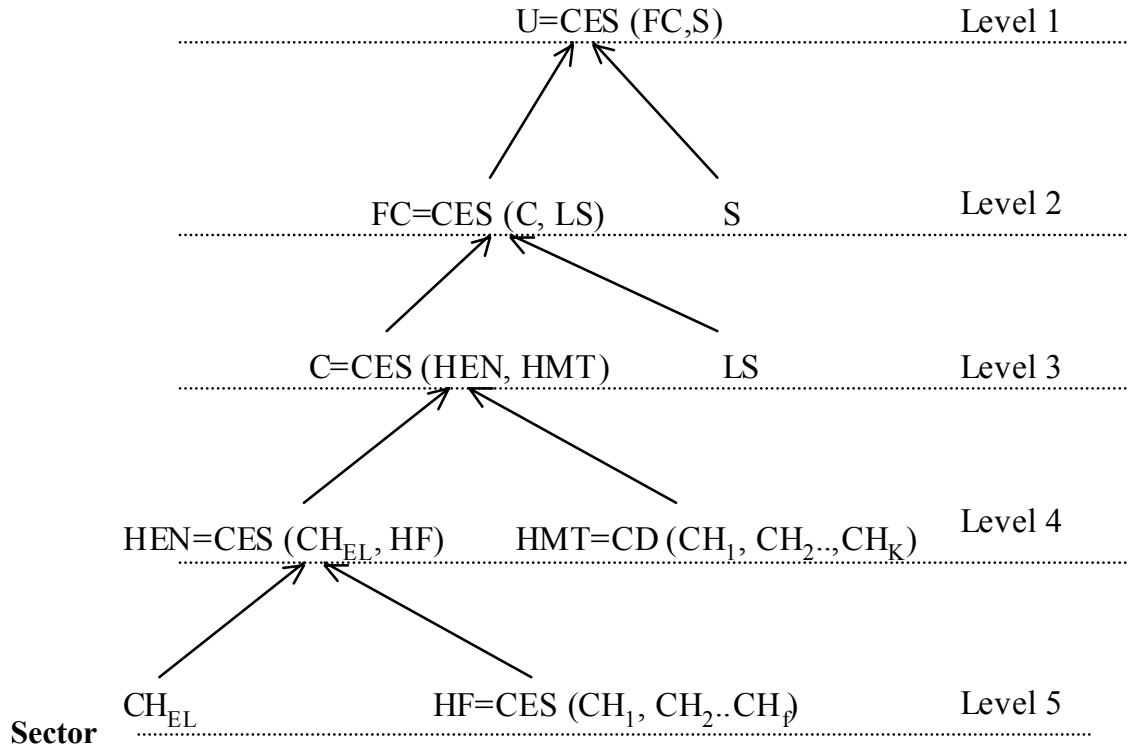 U=CES (FC,S) Level 1
FC=CES (C, LS) S Level 2
C=CES (HEN, HMT) LS Level 3
HEN=CES (CH_EL, HF) HMT=CD (CH_1, CH_2..,CH_K) Level 4
CH_EL HF=CES (CH_1, CH_2..CH_f) Level 5
Sector